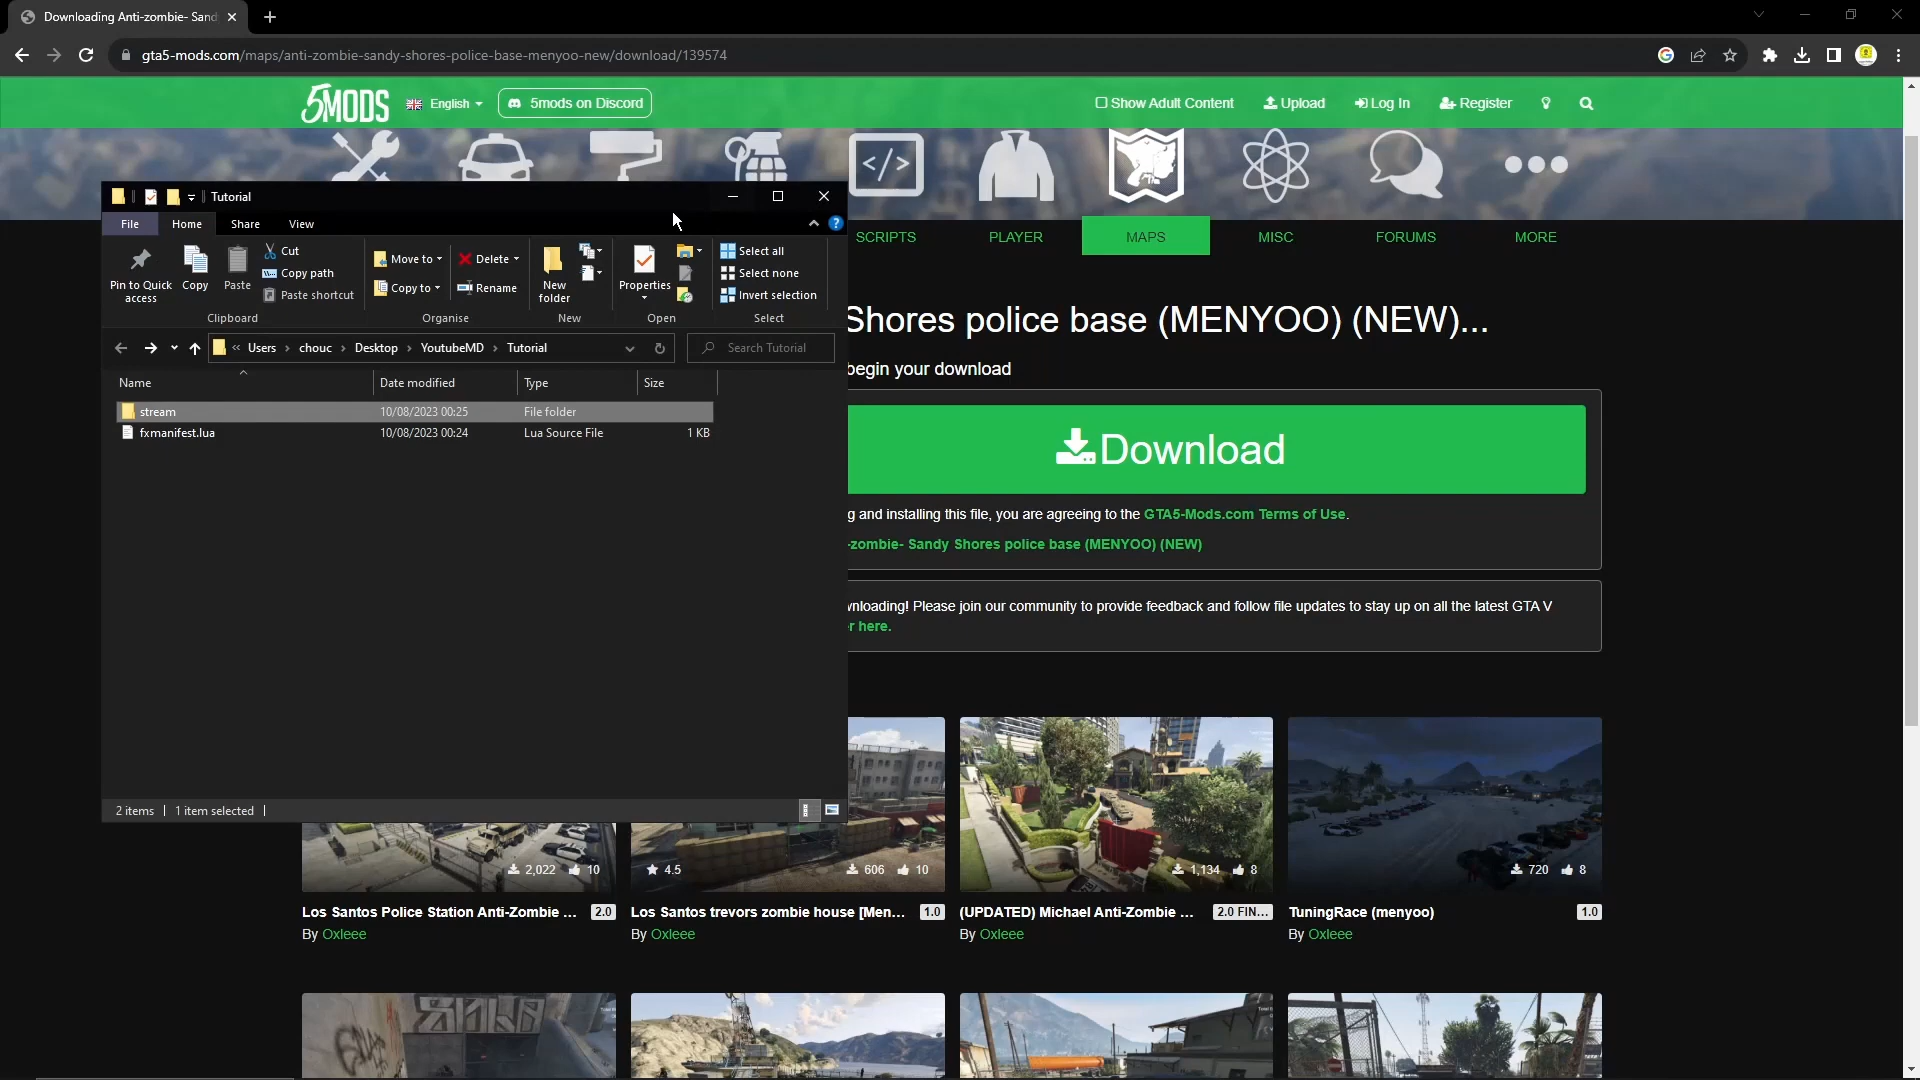 Downloading Anti-zombie- Sand
gta5-mods.com/maps/anti-zombie-sandy-shores-police-base-menyoo-new/download/139574
5MODS
English
5mods on Discord
Show Adult Content
Upload
Log In
Register
SCRIPTS
PLAYER
MAPS
MISC
FORUMS
MORE
Tutorial
File
Home
Share
View
Pin to Quick access
Copy
Paste
Cut
Copy path
Paste shortcut
Clipboard
Move to
Copy to
Delete
Rename
Organise
New folder
New
Properties
Open
Select all
Select none
Invert selection
Select
« Users > chouc > Desktop > YoutubeMD > Tutorial
Search Tutorial
Name Date modified Type Size
stream 10/08/2023 00:25 File folder
fxmanifest.lua 10/08/2023 00:24 Lua Source File 1 KB
2 items 1 item selected
Shores police base (MENYOO) (NEW)...
begin your download
Download
g and installing this file, you are agreeing to the GTA5-Mods.com Terms of Use.
-zombie- Sandy Shores police base (MENYOO) (NEW)
wnloading! Please join our community to provide feedback and follow file updates to stay up on all the latest GTA V
r here.
2,022 10
4.5 606 10
1,134 8
720 8
Los Santos Police Station Anti-Zombie ... 2.0
By Oxleee
Los Santos trevors zombie house [Men... 1.0
By Oxleee
(UPDATED) Michael Anti-Zombie ... 2.0 FIN...
By Oxleee
TuningRace (menyoo) 1.0
By Oxleee